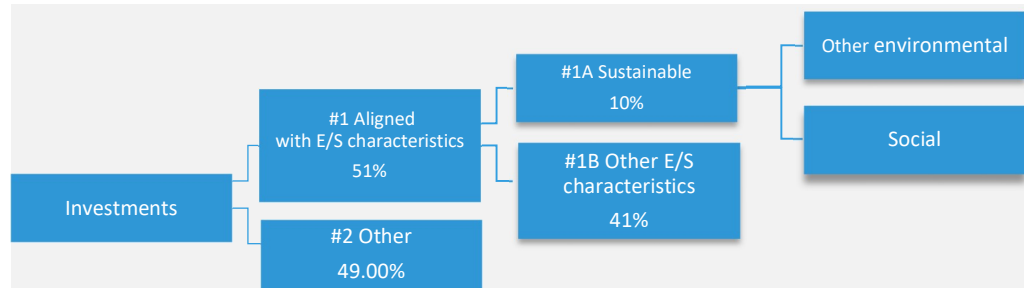 Investments
#1 Aligned
with E/S characteristics
51%
#2 Other
49.00%
#1A Sustainable
10%
#1B Other E/S
characteristics
41%
Other environmental
Social